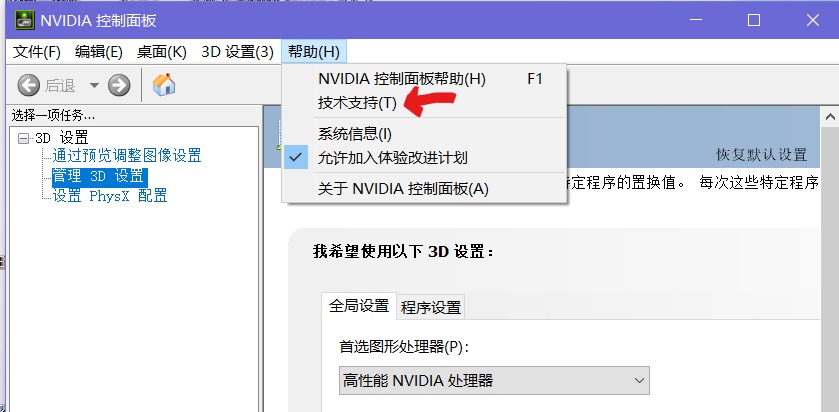 NVIDIA 控制面板
文件(F) 编辑(E) 桌面(K) 3D 设置(3) 帮助(H)
后退
NVIDIA 控制面板帮助(H) F1
技术支持(T)
系统信息(I)
允许加入体验改进计划
关于 NVIDIA 控制面板(A)
选择一项任务...
3D 设置
通过预览调整图像设置
管理 3D 设置
设置 PhysX 配置
恢复默认设置
定程序的置换值。 每次这些特定程序
我希望使用以下 3D 设置：
全局设置 程序设置
首选图形处理器(P)：
高性能 NVIDIA 处理器